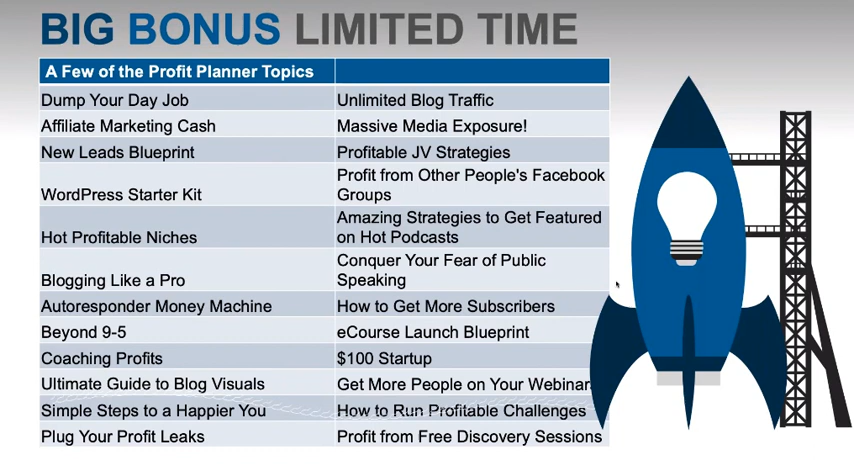 BIG BONUS LIMITED TIME
A Few of the Profit Planner Topics
Dump Your Day Job
Unlimited Blog Traffic
Affiliate Marketing Cash
Massive Media Exposure!
New Leads Blueprint
Profitable JV Strategies
WordPress Starter Kit
Profit from Other People's Facebook
Groups
Hot Profitable Niches
Amazing Strategies to Get Featured
on Hot Podcasts
Blogging Like a Pro
Conquer Your Fear of Public
Speaking
Autoresponder Money Machine
How to Get More Subscribers
Beyond 9-5
eCourse Launch Blueprint
Coaching Profits
$100 Startup
Ultimate Guide to Blog Visuals
Get More People on Your Webinar
Simple Steps to a Happier You
How to Run Profitable Challenges
Plug Your Profit Leaks
Profit from Free Discovery Sessions